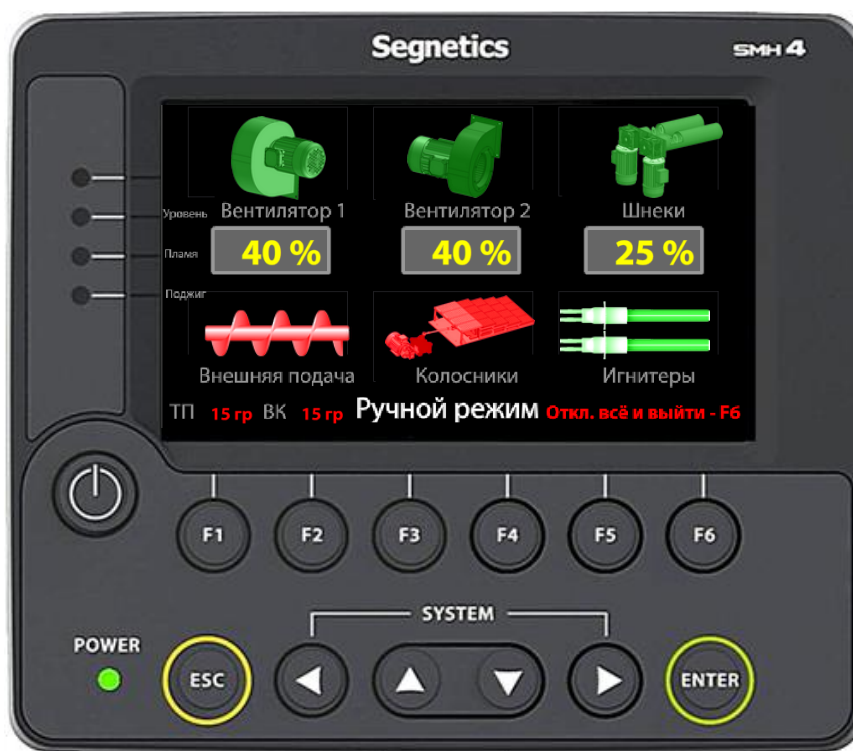 Segnetics
SMH 4
Уровень
Вентилятор 1
Вентилятор 2
Шнеки
Пламя
40 %
40 %
25 %
Поджиг
Внешняя подача
Колосники
Игнитеры
ТП 15 гр ВК 15 гр Ручной режим Откл. всё и выйти - F6
F1
F2
F3
F4
F5
F6
SYSTEM
POWER
ESC
ENTER